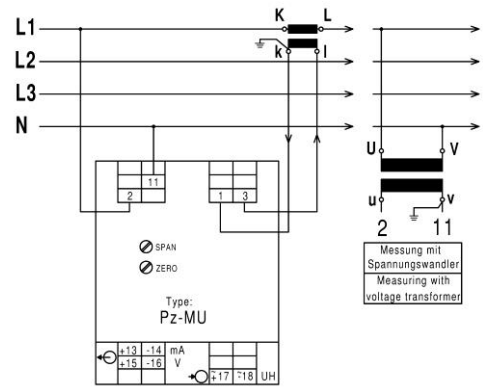 K L
L1
k l
L2
L3
N
U V
u v
2 11
11
2
1 3
SPAN
ZERO
Type:
Pz-MU
+13 -14 mA
+15 -16 V
~+17 ~-18 UH
Messung mit
Spannungswandler
Measuring with
voltage transformer